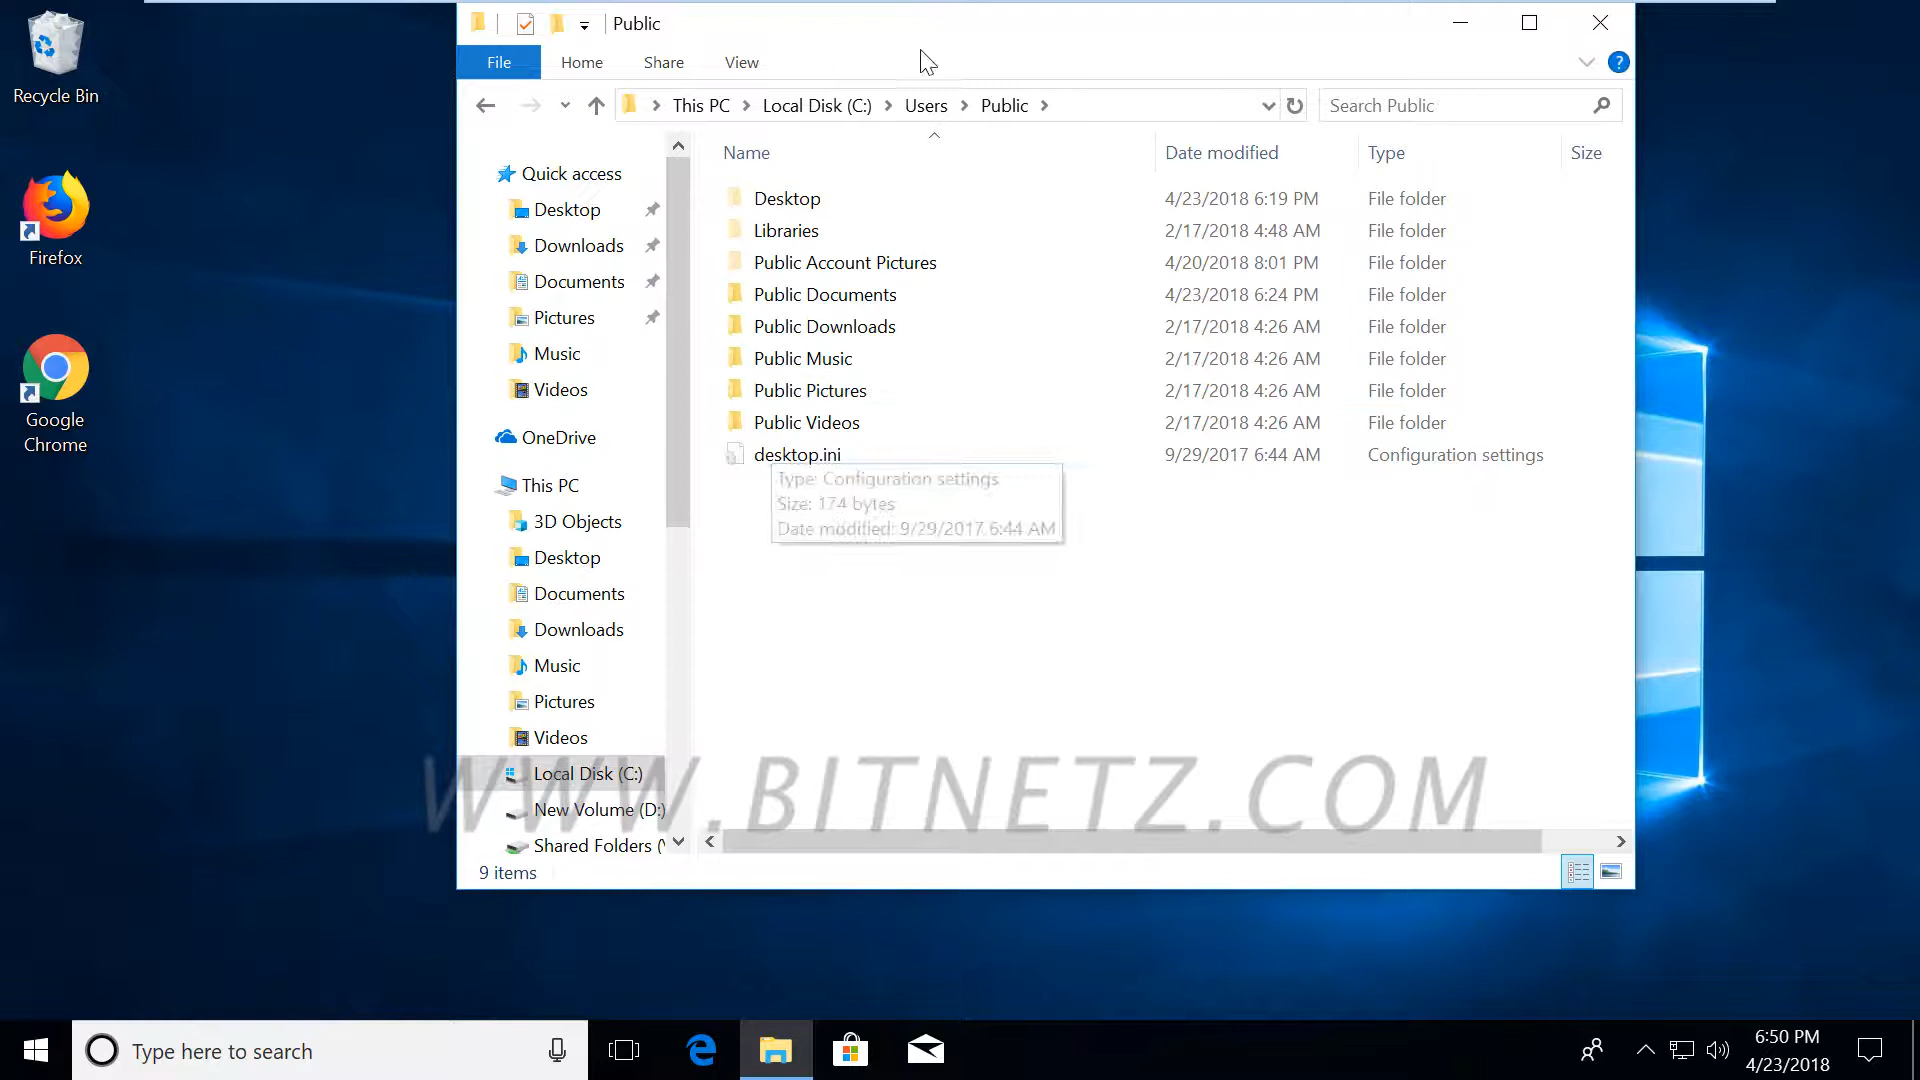 Recycle Bin
Firefox
Google
Chrome
Public
File Home Share View
This PC Local Disk (C:) Users Public
Search Public
Name Date modified Type Size
Quick access
Desktop
Downloads
Documents
Pictures
Music
Videos
OneDrive
This PC
3D Objects
Desktop
Documents
Downloads
Music
Pictures
Videos
Local Disk (C:)
New Volume (D:)
Shared Folders (
Desktop 4/23/2018 6:19 PM File folder
Libraries 2/17/2018 4:48 AM File folder
Public Account Pictures 4/20/2018 8:01 PM File folder
Public Documents 4/23/2018 6:24 PM File folder
Public Downloads 2/17/2018 4:26 AM File folder
Public Music 2/17/2018 4:26 AM File folder
Public Pictures 2/17/2018 4:26 AM File folder
Public Videos 2/17/2018 4:26 AM File folder
desktop.ini 9/29/2017 6:44 AM Configuration settings
Type: Configuration settings
Size: 174 bytes
Date modified: 9/29/2017 6:44 AM
WWW.BITNETZ.COM
9 items
Type here to search
6:50 PM
4/23/2018